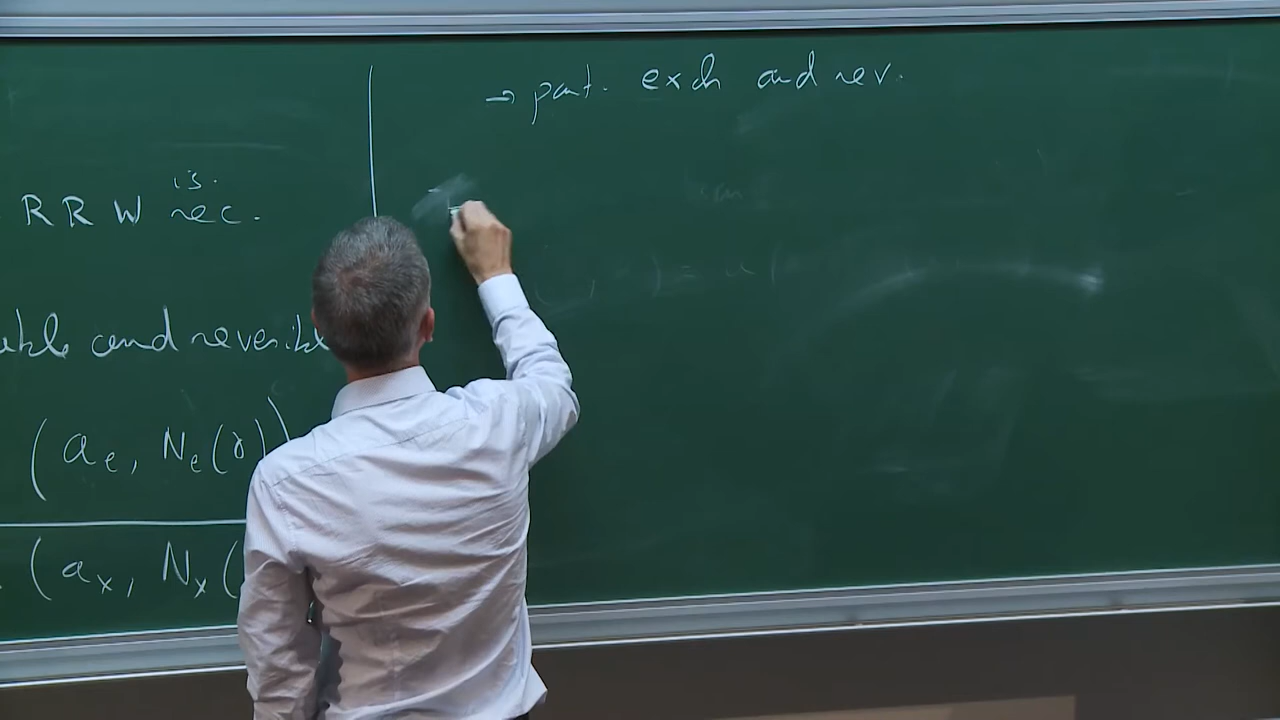 RRW is rec.
able and reversible
(a_e, N_e(γ))
(a_x, N_x(
→ part. exch and rev.